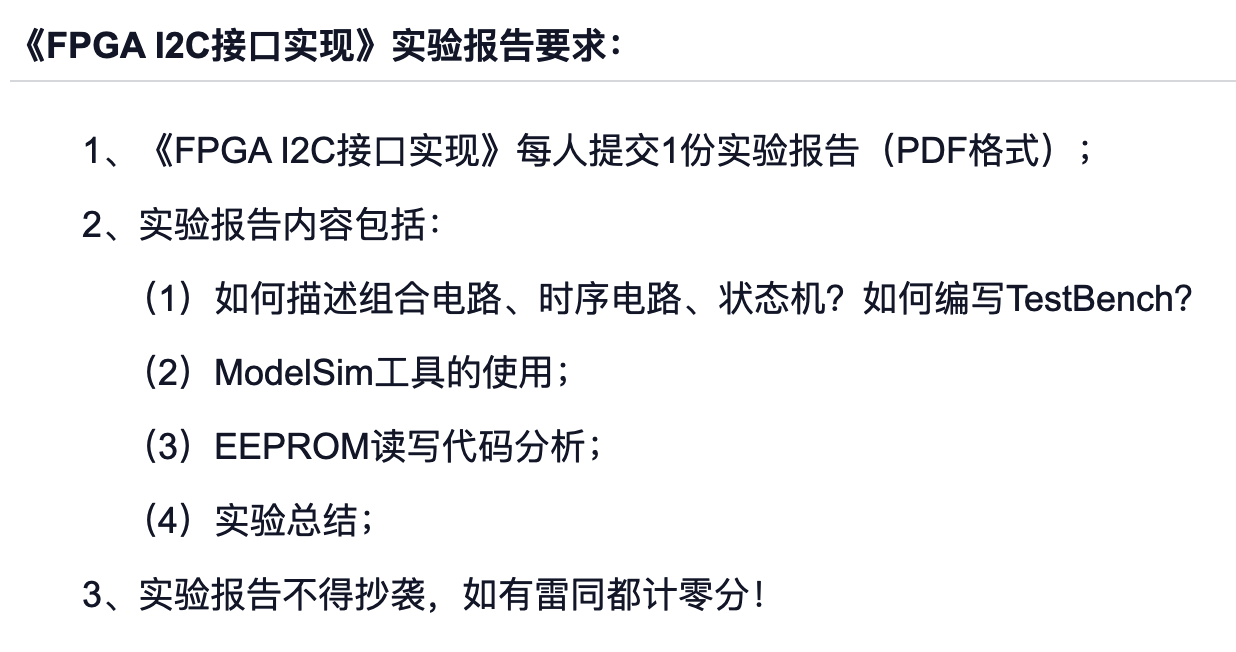 《FPGA I2C接口实现》实验报告要求：
1、《FPGA I2C接口实现》每人提交1份实验报告（PDF格式）；
2、实验报告内容包括：
（1）如何描述组合电路、时序电路、状态机？如何编写TestBench？
（2）ModelSim工具的使用；
（3）EEPROM读写代码分析；
（4）实验总结；
3、实验报告不得抄袭，如有雷同都计零分！